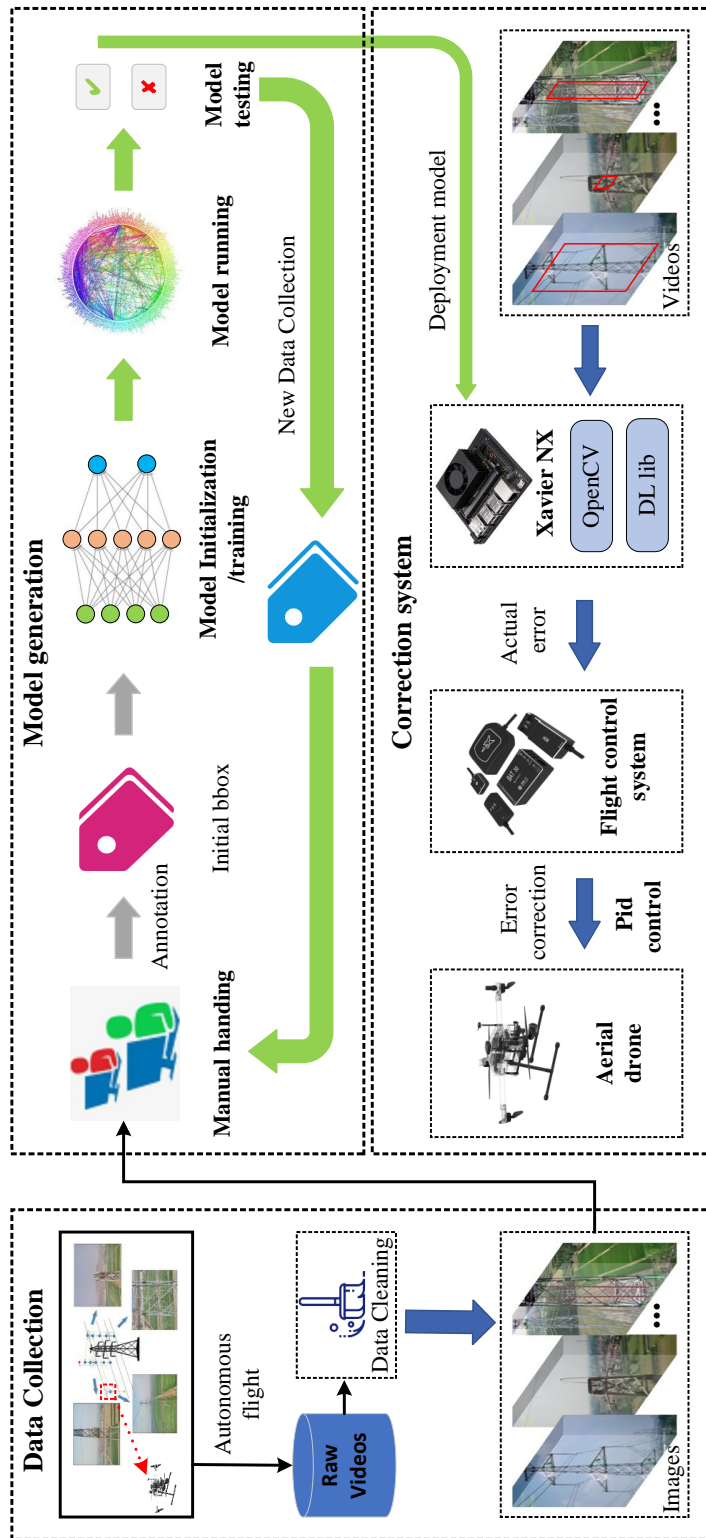 Data Collection
Autonomous
flight
Raw
Videos
Data Cleaning
Images
...
Model generation
Manual handing
Annotation
Initial bbox
Model Initialization
/training
Model running
Model
testing
New Data Collection
Deployment model
Correction system
Aerial
drone
Error
correction
Pid
control
Flight control
system
BAT 30
Actual
error
Xavier NX
OpenCV
DL lib
Videos
...